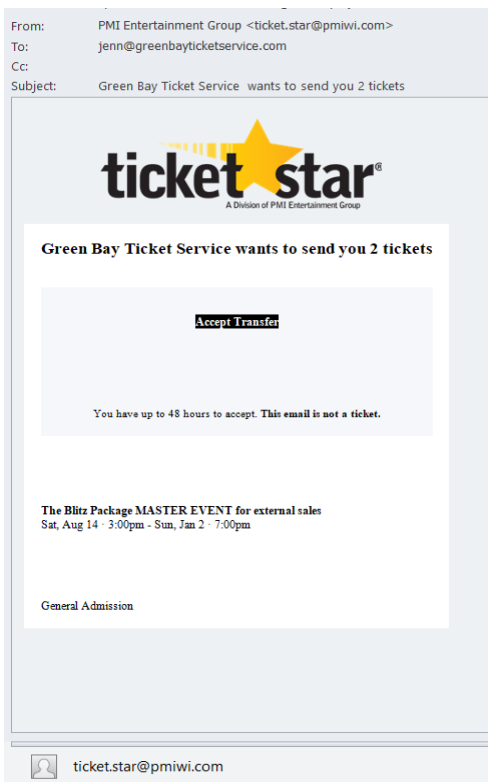 From: PMI Entertainment Group <ticket.star@pmiwi.com>
To: jenn@greenbayticketservice.com
Cc:
Subject: Green Bay Ticket Service wants to send you 2 tickets
ticket star®
A Division of PMI Entertainment Group
Green Bay Ticket Service wants to send you 2 tickets
Accept Transfer
You have up to 48 hours to accept. This email is not a ticket.
The Blitz Package MASTER EVENT for external sales
Sat, Aug 14 · 3:00pm - Sun, Jan 2 · 7:00pm
General Admission
ticket.star@pmiwi.com